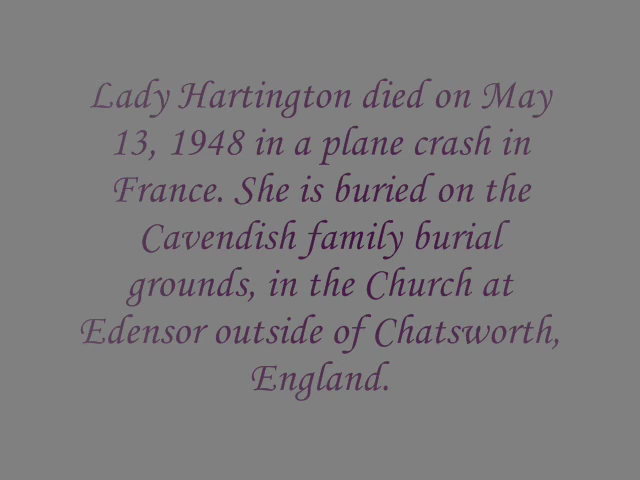 Lady Hartington died on May
13, 1948 in a plane crash in
France. She is buried on the
Cavendish family burial
grounds, in the Church at
Edensor outside of Chatsworth,
England.